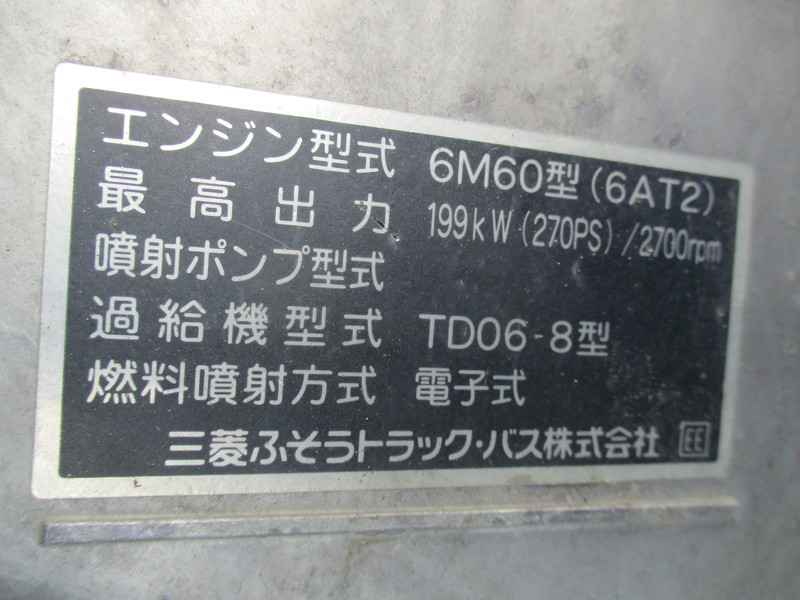 エンジン型式 6M60型(6AT2)
最高出力 199kW(270PS)/2700rpm
噴射ポンプ型式
過給機型式 TD06-8型
燃料噴射方式 電子式
三菱ふそうトラック・バス株式会社 EE